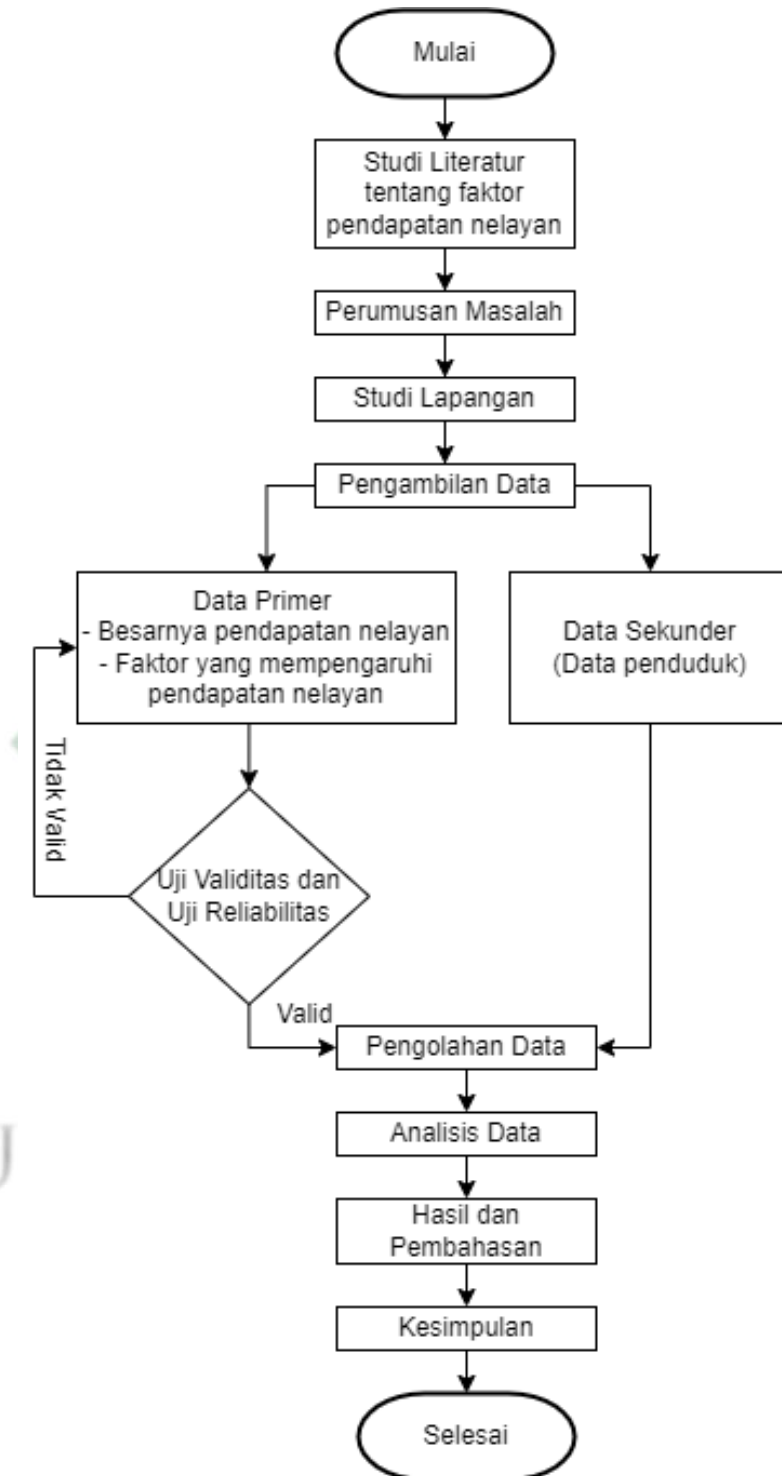 Mulai
Studi Literatur
tentang faktor
pendapatan nelayan
Perumusan Masalah
Studi Lapangan
Pengambilan Data
Data Primer
- Besarnya pendapatan nelayan
- Faktor yang mempengaruhi
pendapatan nelayan
Data Sekunder
(Data penduduk)
Tidak Valid
Uji Validitas dan
Uji Reliabilitas
Valid
Pengolahan Data
Analisis Data
Hasil dan
Pembahasan
Kesimpulan
Selesai